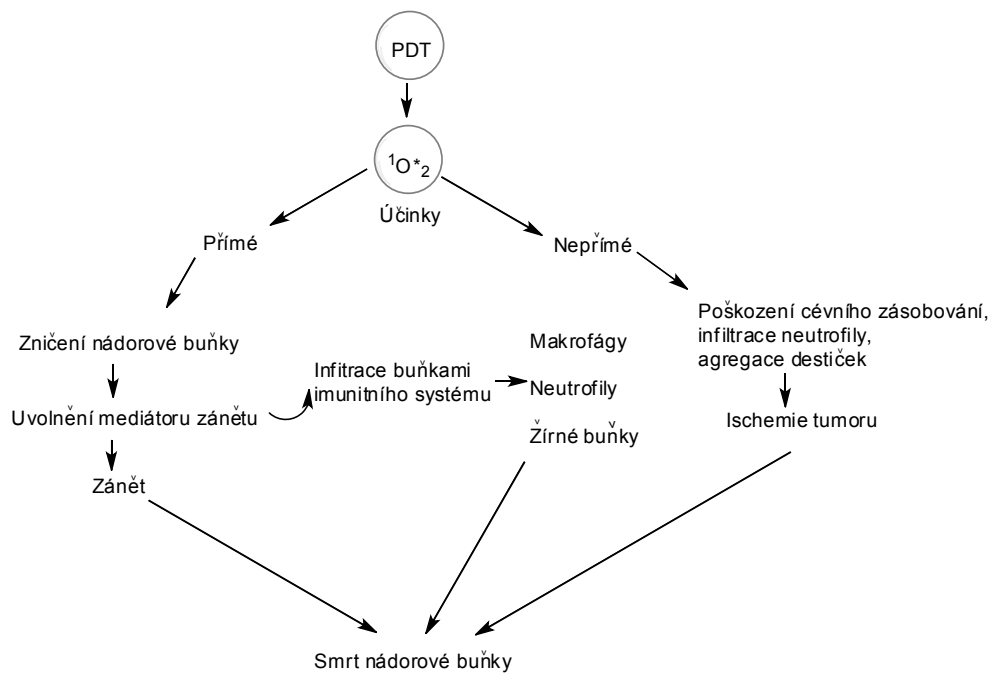 PDT
¹O*₂
Účinky
Přímé
Nepřímé
Poškození cévního zásobování,
infiltrace neutrofily,
agregace destiček
Zničení nádorové buňky
Makrofágy
Infitrace buňkami
imunitního systému
Neutrofily
Uvolnění mediátoru zánětu
Ischemie tumoru
Žírné buňky
Zánět
Smrt nádorové buňky